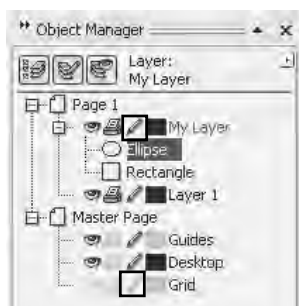 Object Manager
Layer:
My Layer
Page 1
My Layer
Ellipse
Rectangle
Layer 1
Master Page
Guides
Desktop
Grid